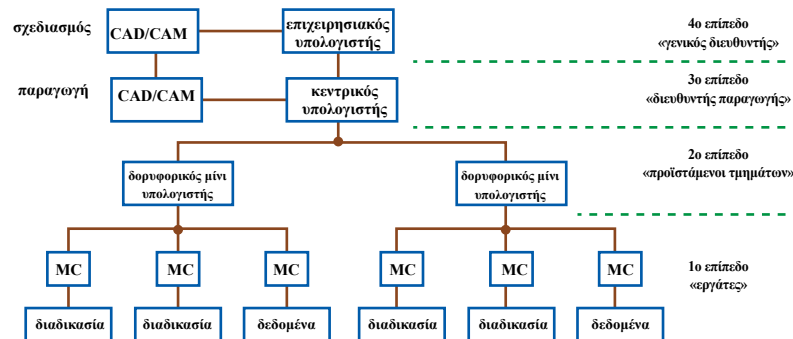 σχεδιασμός
CAD/CAM
επιχειρησιακός
υπολογιστής
4ο επίπεδο
«γενικός διευθυντής»
παραγωγή
CAD/CAM
κεντρικός
υπολογιστής
3ο επίπεδο
«διευθυντής παραγωγής»
δορυφορικός μίνι
υπολογιστής
δορυφορικός μίνι
υπολογιστής
2ο επίπεδο
«προϊστάμενοι τμημάτων»
MC
MC
MC
MC
MC
MC
1ο επίπεδο
«εργάτες»
διαδικασία
διαδικασία
δεδομένα
διαδικασία
διαδικασία
δεδομένα